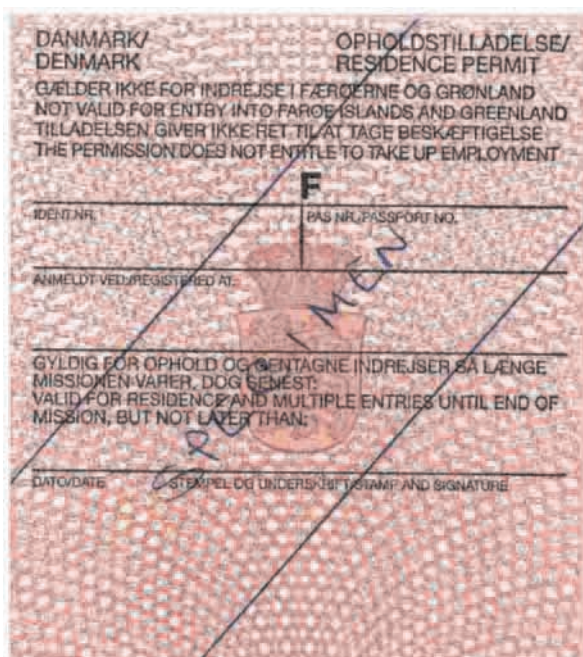 DANMARK/ OPHOLDSTILLADELSE/
DENMARK RESIDENCE PERMIT
GÆLDER IKKE FOR INDREJSE I FÆRØERNE OG GRØNLAND
NOT VALID FOR ENTRY INTO FAROE ISLANDS AND GREENLAND
TILLADELSEN GIVER IKKE RET TIL AT TAGE BESKÆFTIGELSE
THE PERMISSION DOES NOT ENTITLE TO TAKE UP EMPLOYMENT
F
IDENT.NR. PAS NR./PASSPORT NO.
ANMELDT VED:/REGISTERED AT:
SPECIMEN
GYLDIG FOR OPHOLD OG GENTAGNE INDREJSER SÅ LÆNGE
MISSIONEN VARER, DOG SENEST:
VALID FOR RESIDENCE AND MULTIPLE ENTRIES UNTIL END OF
MISSION, BUT NOT LATER THAN:
DATO/DATE STEMPEL OG UNDERSKRIFT/STAMP AND SIGNATURE